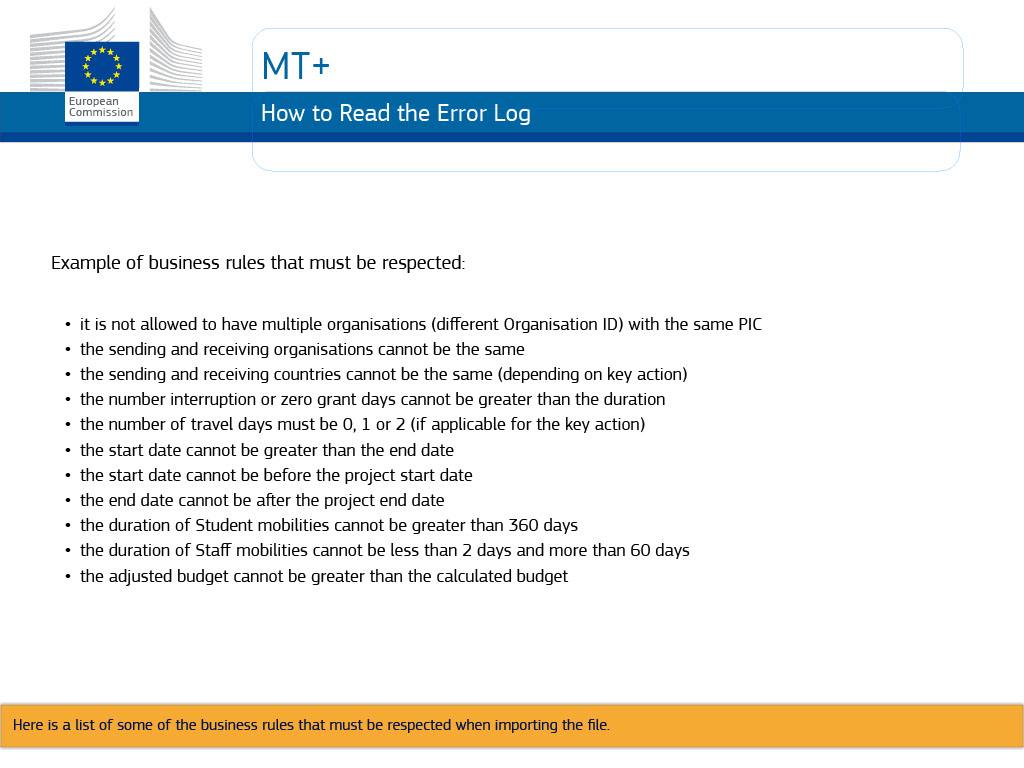 European
Commission
MT+
How to Read the Error Log
Example of business rules that must be respected:
• it is not allowed to have multiple organisations (different Organisation ID) with the same PIC
• the sending and receiving organisations cannot be the same
• the sending and receiving countries cannot be the same (depending on key action)
• the number interruption or zero grant days cannot be greater than the duration
• the number of travel days must be 0, 1 or 2 (if applicable for the key action)
• the start date cannot be greater than the end date
• the start date cannot be before the project start date
• the end date cannot be after the project end date
• the duration of Student mobilities cannot be greater than 360 days
• the duration of Staff mobilities cannot be less than 2 days and more than 60 days
• the adjusted budget cannot be greater than the calculated budget
Here is a list of some of the business rules that must be respected when importing the file.